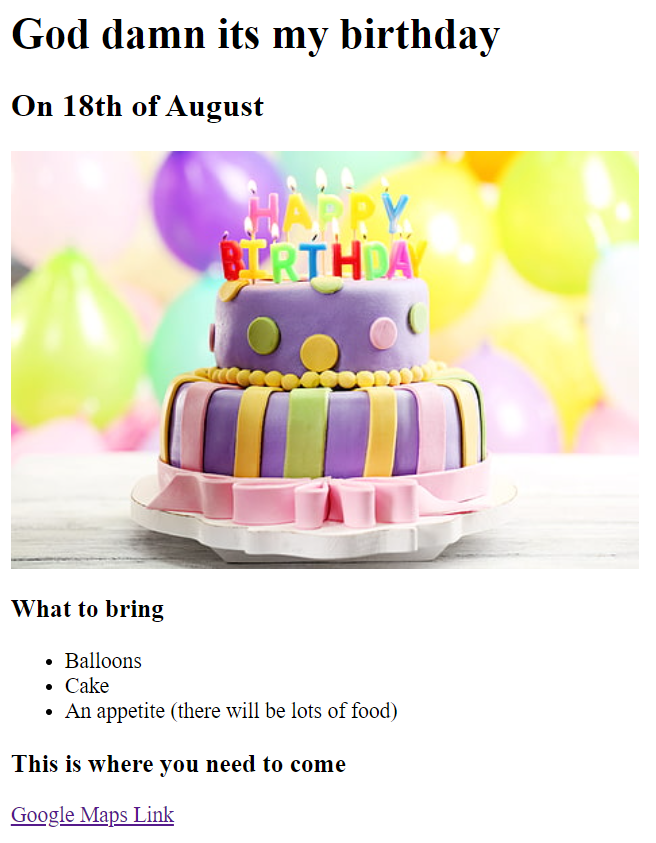 God damn its my birthday
On 18th of August
HAPPY
BIRTHDAY
What to bring
Balloons
Cake
An appetite (there will be lots of food)
This is where you need to come
Google Maps Link